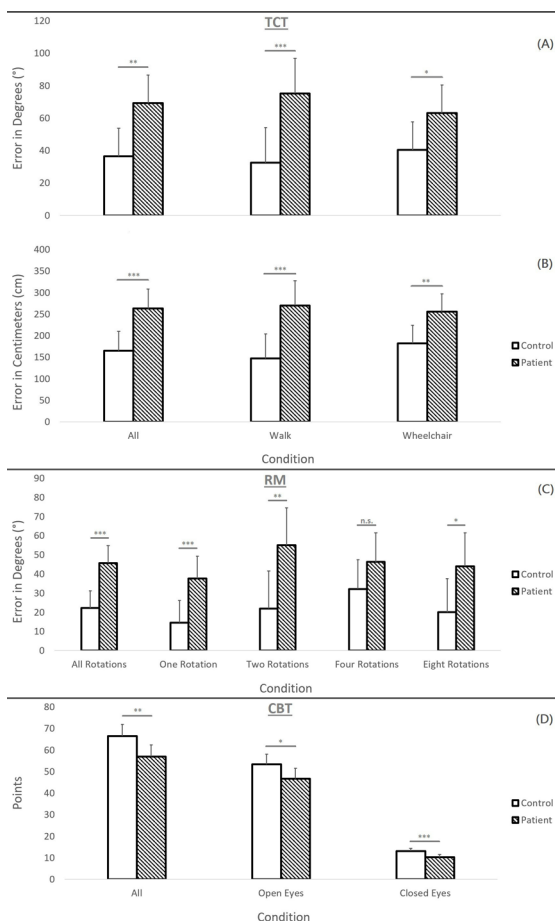 TCT
(A)
Error in Degrees (°)
120
100
80
60
40
20
0
**
***
*
(B)
Error in Centimeters (cm)
400
350
300
250
200
150
100
50
0
***
***
**
Control
Patient
All Walk Wheelchair
Condition
RM
(C)
Error in Degrees (°)
90
80
70
60
50
40
30
20
10
0
***
***
**
n.s.
*
Control
Patient
All Rotations One Rotation Two Rotations Four Rotations Eight Rotations
Condition
CBT
(D)
Points
80
70
60
50
40
30
20
10
0
**
*
***
Control
Patient
All Open Eyes Closed Eyes
Condition